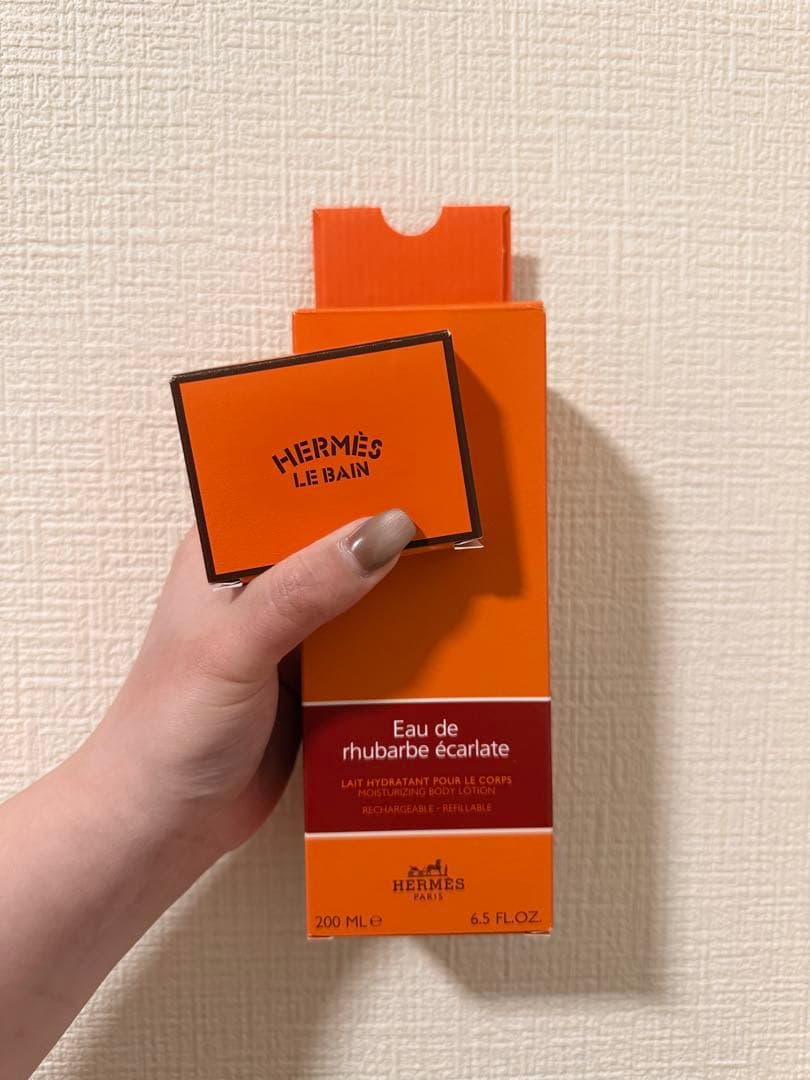 HERMÈS
LE BAIN
Eau de
rhubarbe écarlate
LAIT HYDRATANT POUR LE CORPS
MOISTURIZING BODY LOTION
RECHARGEABLE - REFILLABLE
HERMÈS
PARIS
200 ML ℮ 6.5 FL.OZ.